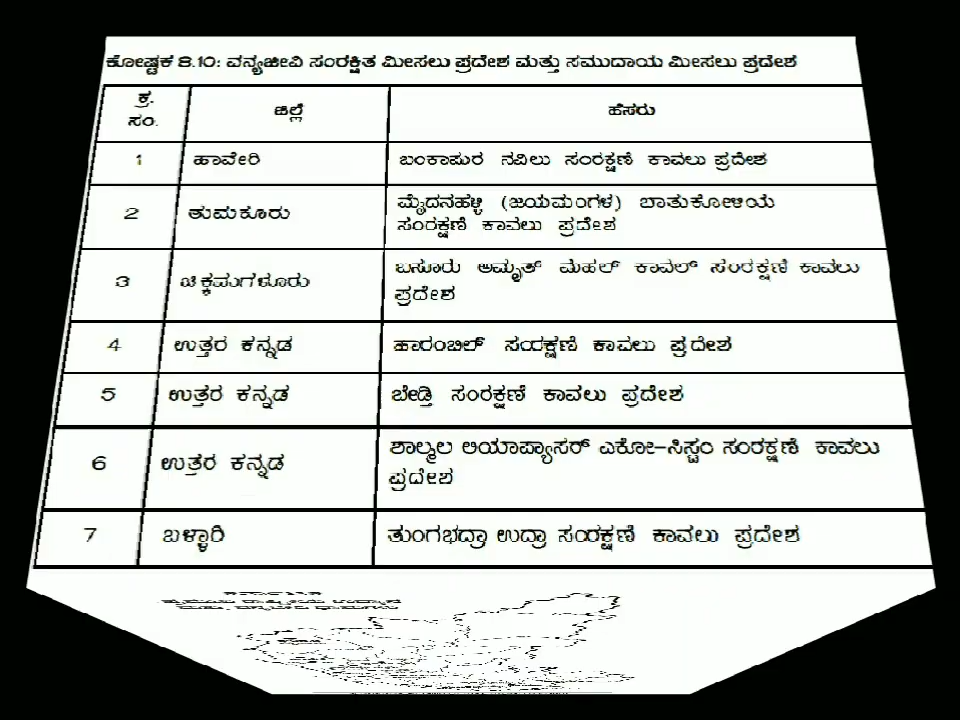 ಕೋಷ್ಟಕ 8.10: ವನ್ಯಜೀವಿ ಸಂರಕ್ಷಿತ ಮೀಸಲು ಪ್ರದೇಶ ಮತ್ತು ಸಮುದಾಯ ಮೀಸಲು ಪ್ರದೇಶ
ಕ್ರ. ಸಂ. ಜಿಲ್ಲೆ ಹೆಸರು
1 ಹಾವೇರಿ ಬಂಕಾಪುರ ನವಿಲು ಸಂರಕ್ಷಣೆ ಕಾವಲು ಪ್ರದೇಶ
2 ತುಮಕೂರು ಮೈದನಹಳ್ಳಿ (ಜಯಮಂಗಳ) ಬಾತುಕೋಳಿಯ
ಸಂರಕ್ಷಣೆ ಕಾವಲು ಪ್ರದೇಶ
3 ಚಿಕ್ಕಮಗಳೂರು ಬಸೂರು ಅಮೃತ್ ಮಹಲ್ ಕಾವಲ್ ಸಂರಕ್ಷಣೆ ಕಾವಲು
ಪ್ರದೇಶ
4 ಉತ್ತರ ಕನ್ನಡ ಹಾರಂಬಿಲ್ ಸಂರಕ್ಷಣೆ ಕಾವಲು ಪ್ರದೇಶ
5 ಉತ್ತರ ಕನ್ನಡ ಬೇಡ್ತಿ ಸಂರಕ್ಷಣೆ ಕಾವಲು ಪ್ರದೇಶ
6 ಉತ್ತರ ಕನ್ನಡ ಶಾಲ್ಮಲ ಅಯಾಪ್ಯಾಸರ್ ಎಕೋ-ಸಿಸ್ಟಂ ಸಂರಕ್ಷಣೆ ಕಾವಲು
ಪ್ರದೇಶ
7 ಬಳ್ಳಾರಿ ತುಂಗಭದ್ರಾ ಉದ್ರಾ ಸಂರಕ್ಷಣೆ ಕಾವಲು ಪ್ರದೇಶ